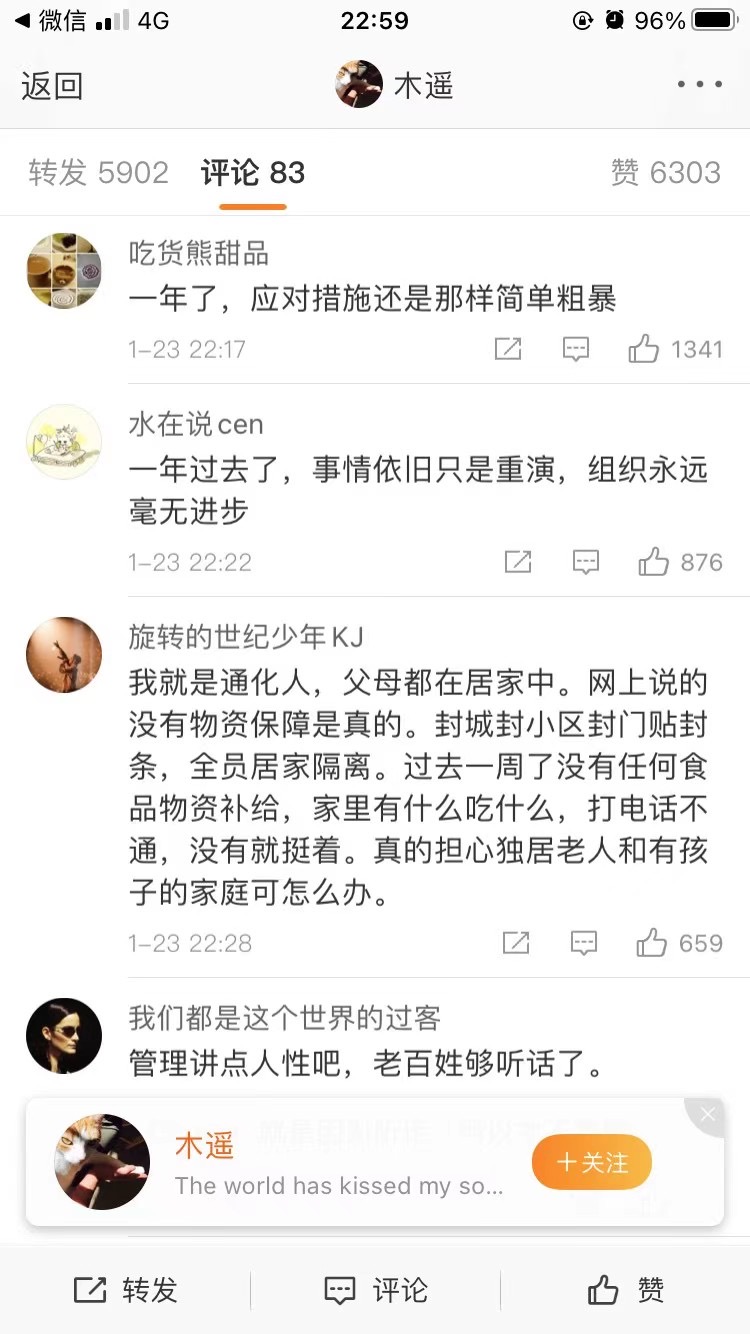 微信 4G 22:59 96%
返回 木遥
转发 5902 评论 83 赞 6303
吃货熊甜品
一年了，应对措施还是那样简单粗暴
1-23 22:17 1341
水在说cen
一年过去了，事情依旧只是重演，组织永远
毫无进步
1-23 22:22 876
旋转的世纪少年KJ
我就是通化人，父母都在居家中。网上说的
没有物资保障是真的。封城封小区封门贴封
条，全员居家隔离。过去一周了没有任何食
品物资补给，家里有什么吃什么，打电话不
通，没有就挺着。真的担心独居老人和有孩
子的家庭可怎么办。
1-23 22:28 659
我们都是这个世界的过客
管理讲点人性吧，老百姓够听话了。
木遥
+关注
The world has kissed my so...
转发 评论 赞